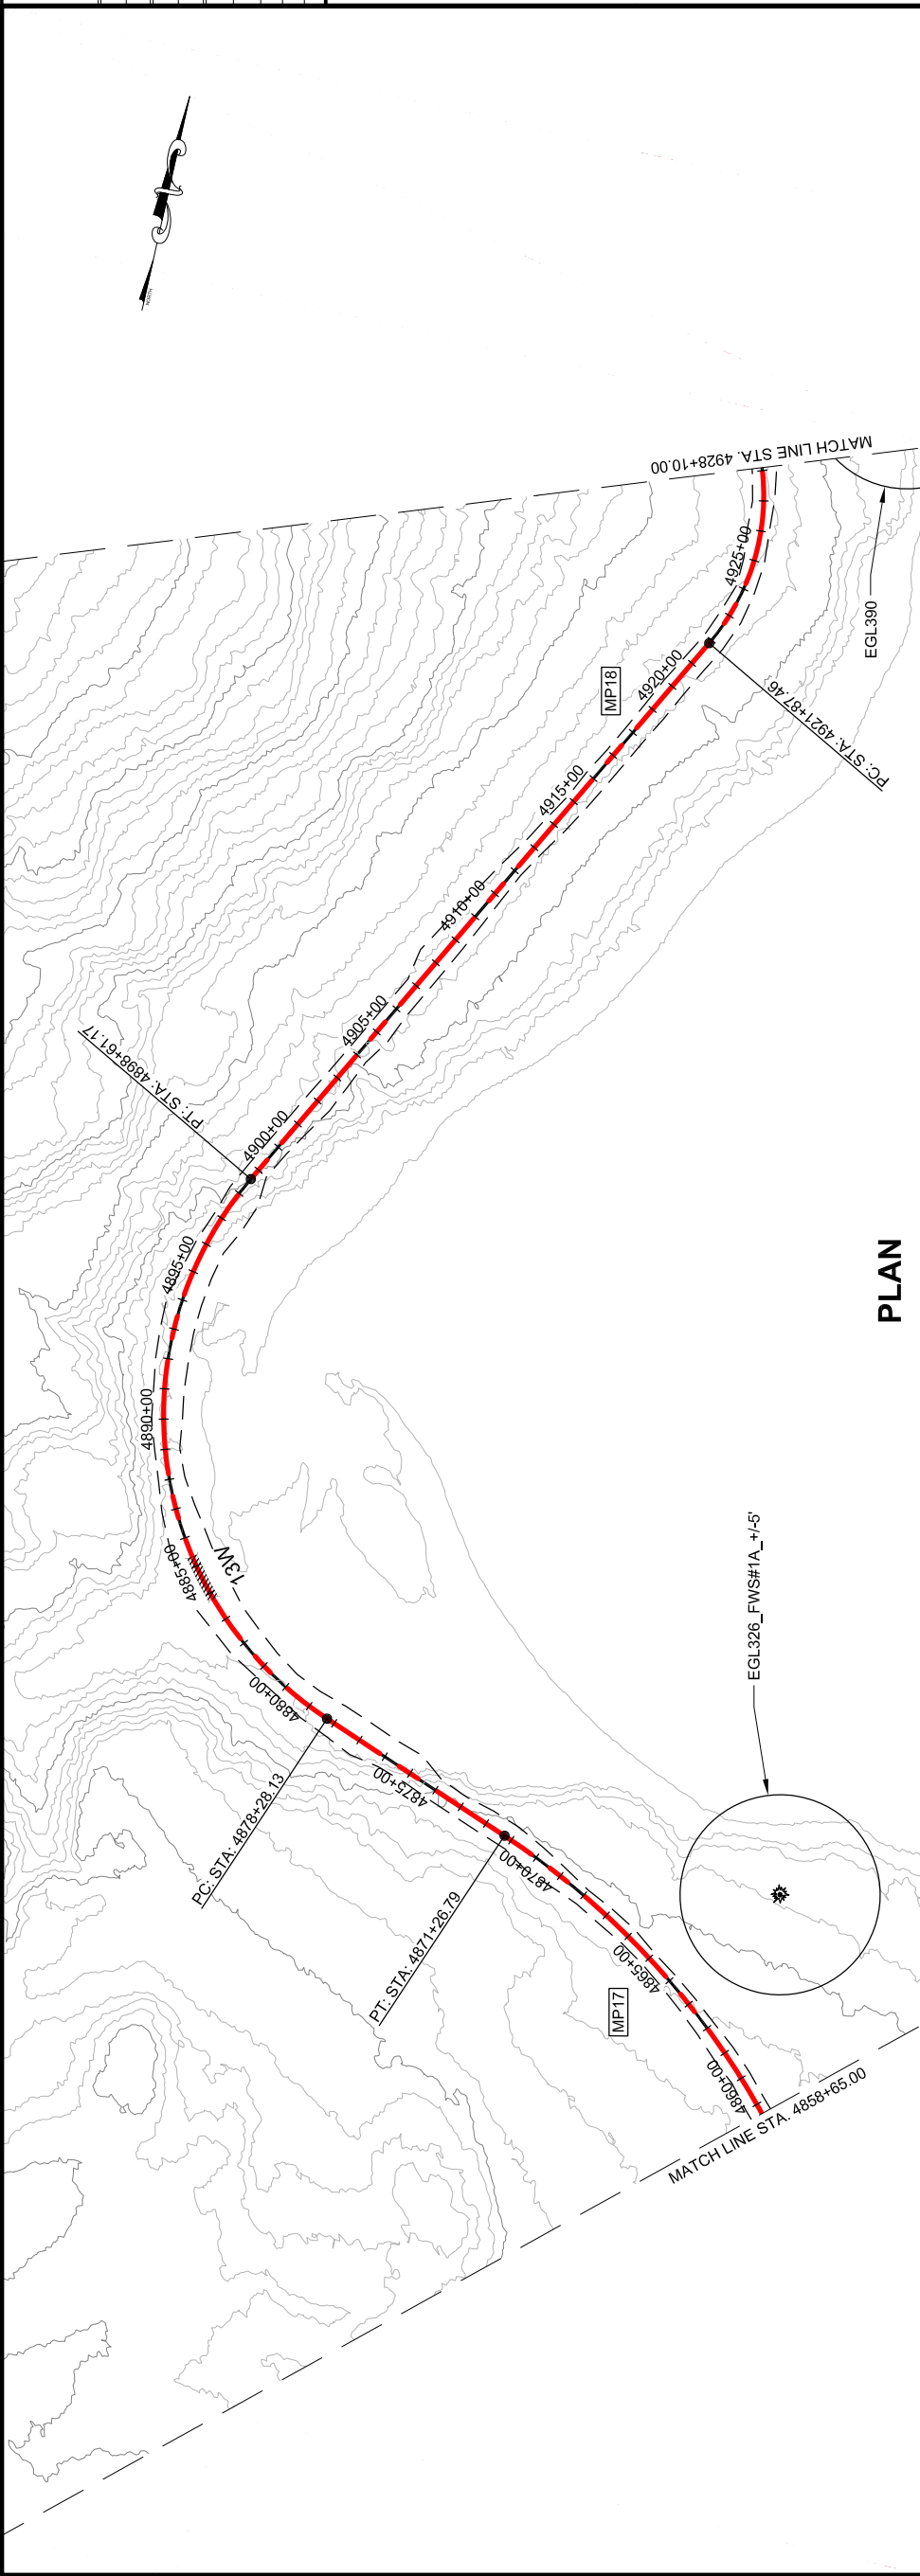 NORTH
MATCH LINE STA. 4928+10.00
4925+00
EGL390
4920+00
MP18
PC: STA: 4921+87.46
4915+00
4910+00
4905+00
PT: STA: 4898+61.17
4900+00
4895+00
PLAN
4890+00
4885+00
13W
EGL326_FWS#1A_+/-5'
4880+00
PC: STA: 4878+28.13
4875+00
4870+00
PT: STA: 4871+26.79
4865+00
MP17
4860+00
MATCH LINE STA. 4858+65.00